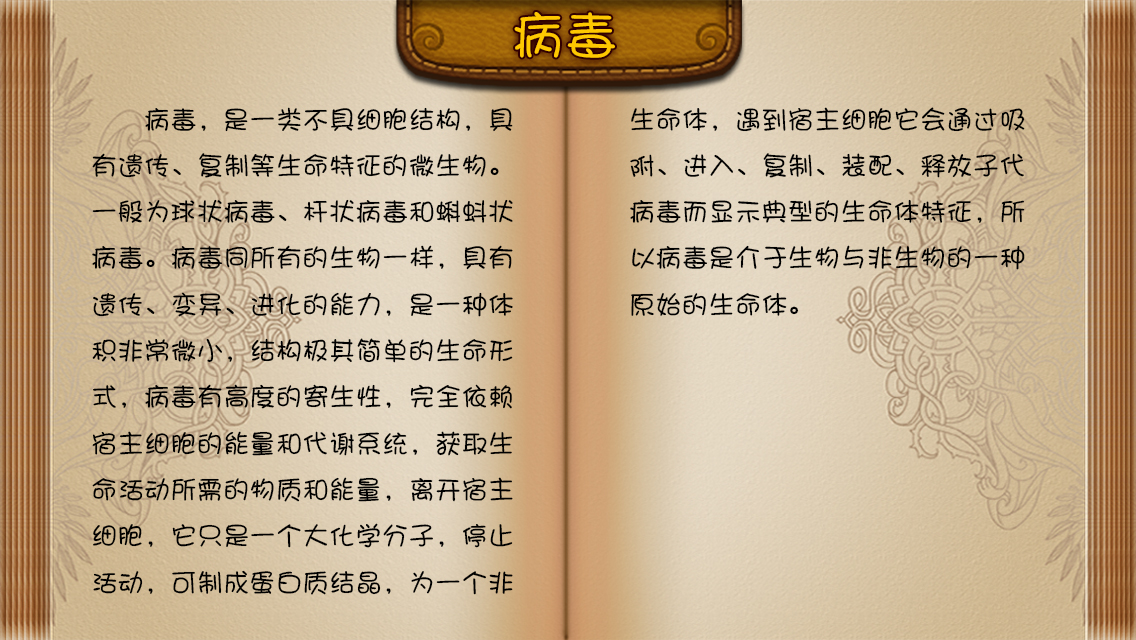 病毒
病毒，是一类不具细胞结构，具
有遗传、复制等生命特征的微生物。
一般为球状病毒、杆状病毒和蝌蚪状
病毒。病毒同所有的生物一样，具有
遗传、变异、进化的能力，是一种体
积非常微小，结构极其简单的生命形
式，病毒有高度的寄生性，完全依赖
宿主细胞的能量和代谢系统，获取生
命活动所需的物质和能量，离开宿主
细胞，它只是一个大化学分子，停止
活动，可制成蛋白质结晶，为一个非
生命体，遇到宿主细胞它会通过吸
附、进入、复制、装配、释放子代
病毒而显示典型的生命体特征，所
以病毒是介于生物与非生物的一种
原始的生命体。